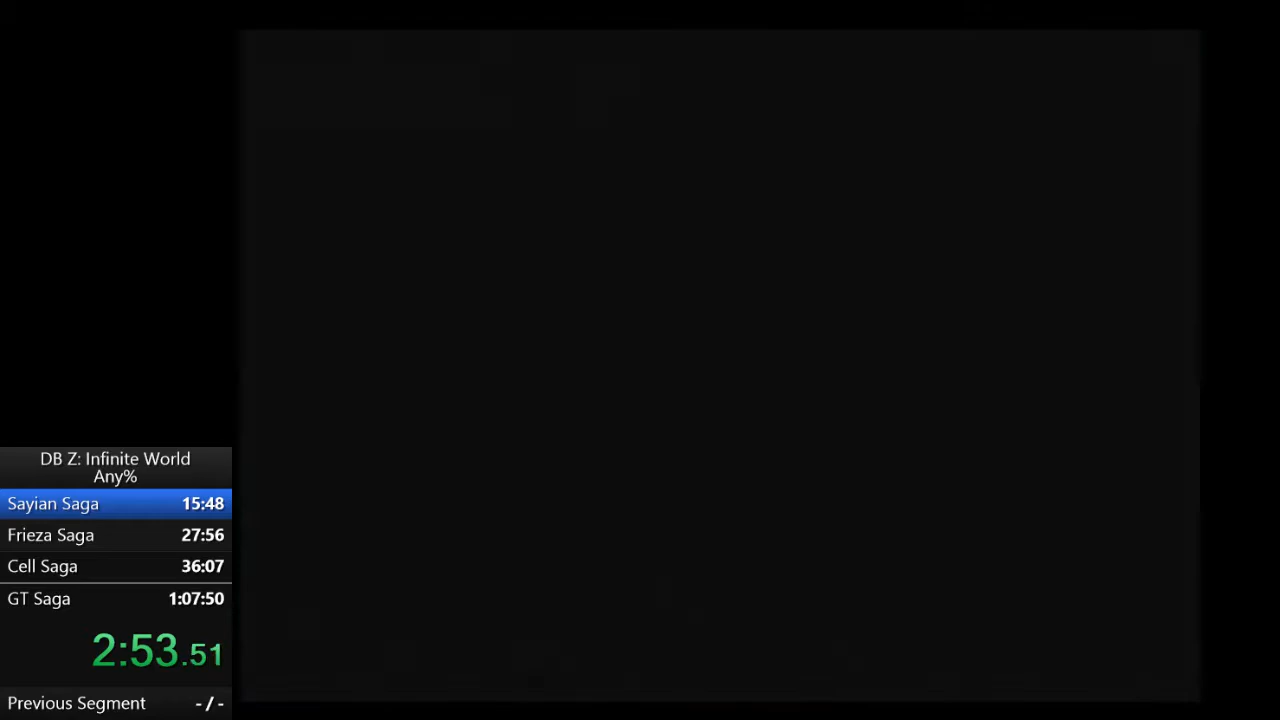 DB Z: Infinite World
Any%
Sayian Saga 15:48
Frieza Saga 27:56
Cell Saga 36:07
GT Saga 1:07:50
2:53.51
Previous Segment - / -